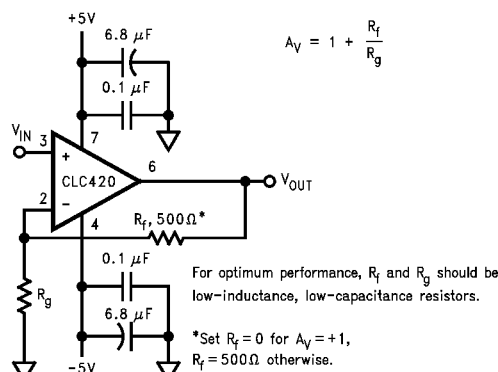 +5V
6.8 μF
0.1 μF
A_V = 1 + R_f / R_g
V_IN
3
7
+
CLC420
6
V_OUT
2
−
4
R_f, 500Ω*
R_g
0.1 μF
6.8 μF
−5V
For optimum performance, R_f and R_g should be
low-inductance, low-capacitance resistors.
*Set R_f = 0 for A_V = +1,
R_f = 500Ω otherwise.